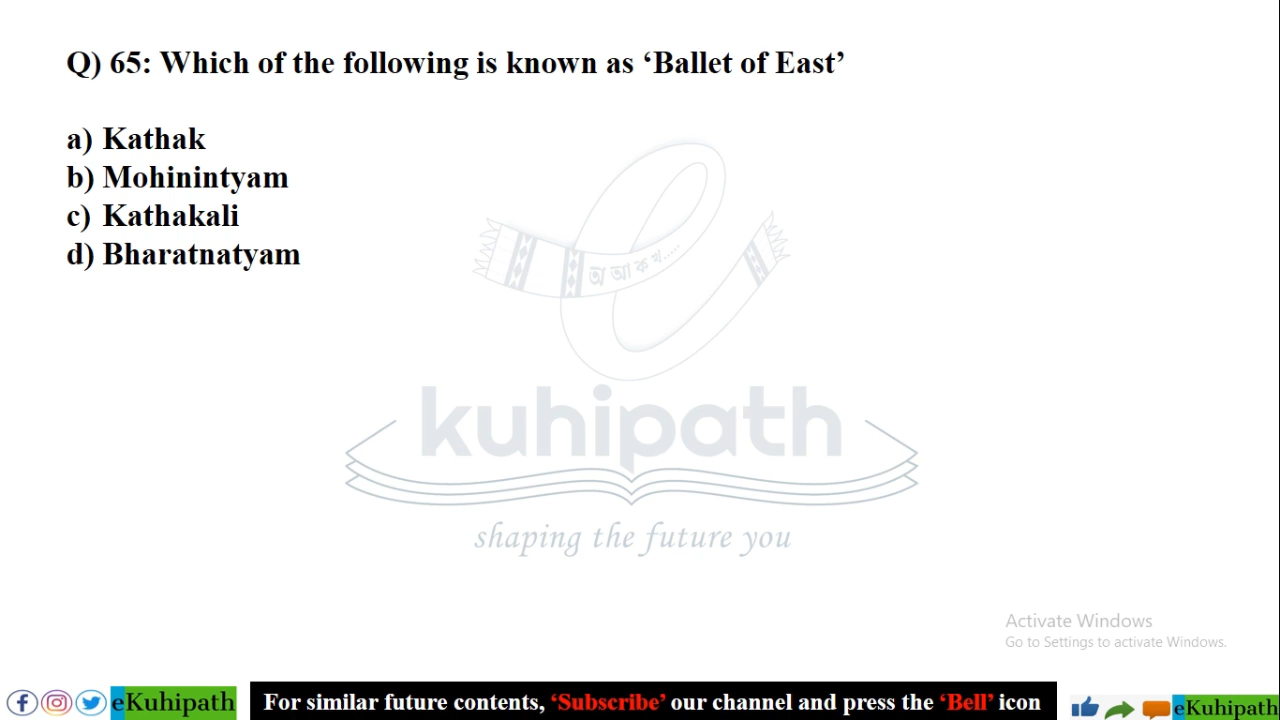 Q) 65: Which of the following is known as ‘Ballet of East’
a) Kathak
b) Mohinintyam
c) Kathakali
d) Bharatnatyam
অ আ ক খ.....
kuhipath
shaping the future you
Activate Windows
Go to Settings to activate Windows.
eKuhipath
For similar future contents, ‘Subscribe’ our channel and press the ‘Bell’ icon
eKuhipath